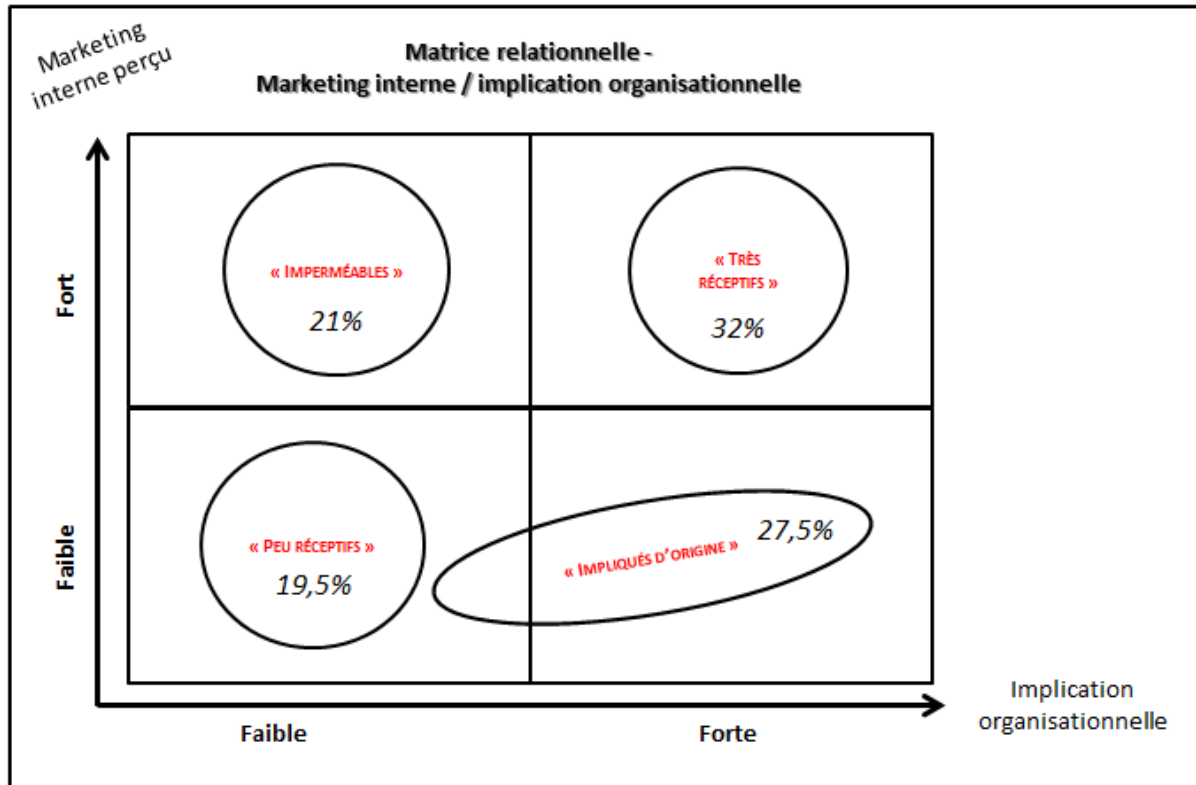 Marketing
interne perçu
Matrice relationnelle -
Marketing interne / implication organisationnelle
Fort
« Imperméables »
21%
« Très
réceptifs »
32%
Faible
« Peu réceptifs »
19,5%
« Impliqués d'origine »
27,5%
Faible
Forte
Implication
organisationnelle